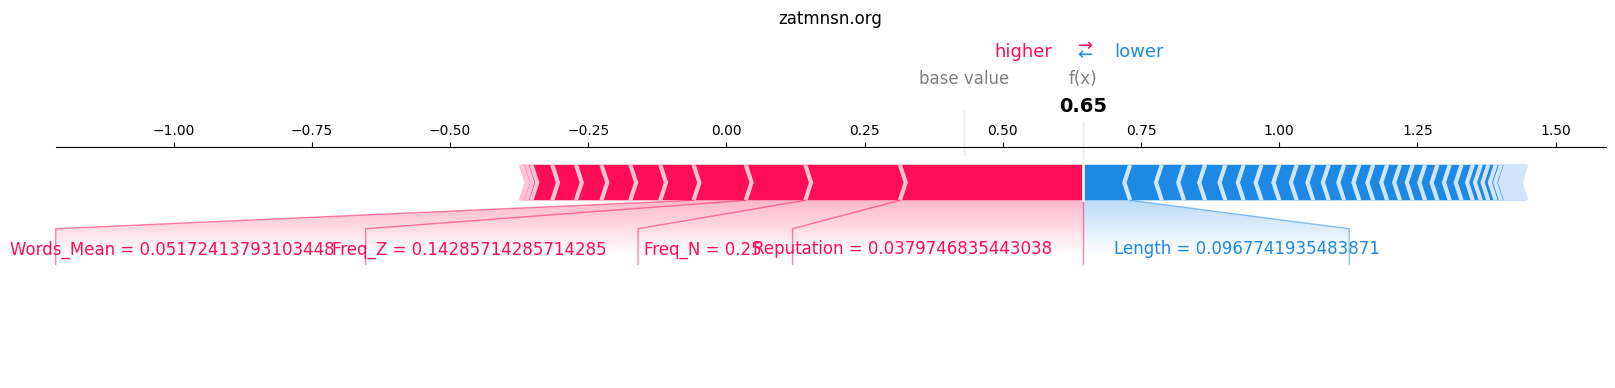 zatmnsn.org
higher ⇄ lower
base value f(x)
0.65
−1.00 −0.75 −0.50 −0.25 0.00 0.25 0.50 0.75 1.00 1.25 1.50
Words_Mean = 0.05172413793103448 Freq_Z = 0.14285714285714285 Freq_N = 0.25 Reputation = 0.0379746835443038 Length = 0.0967741935483871